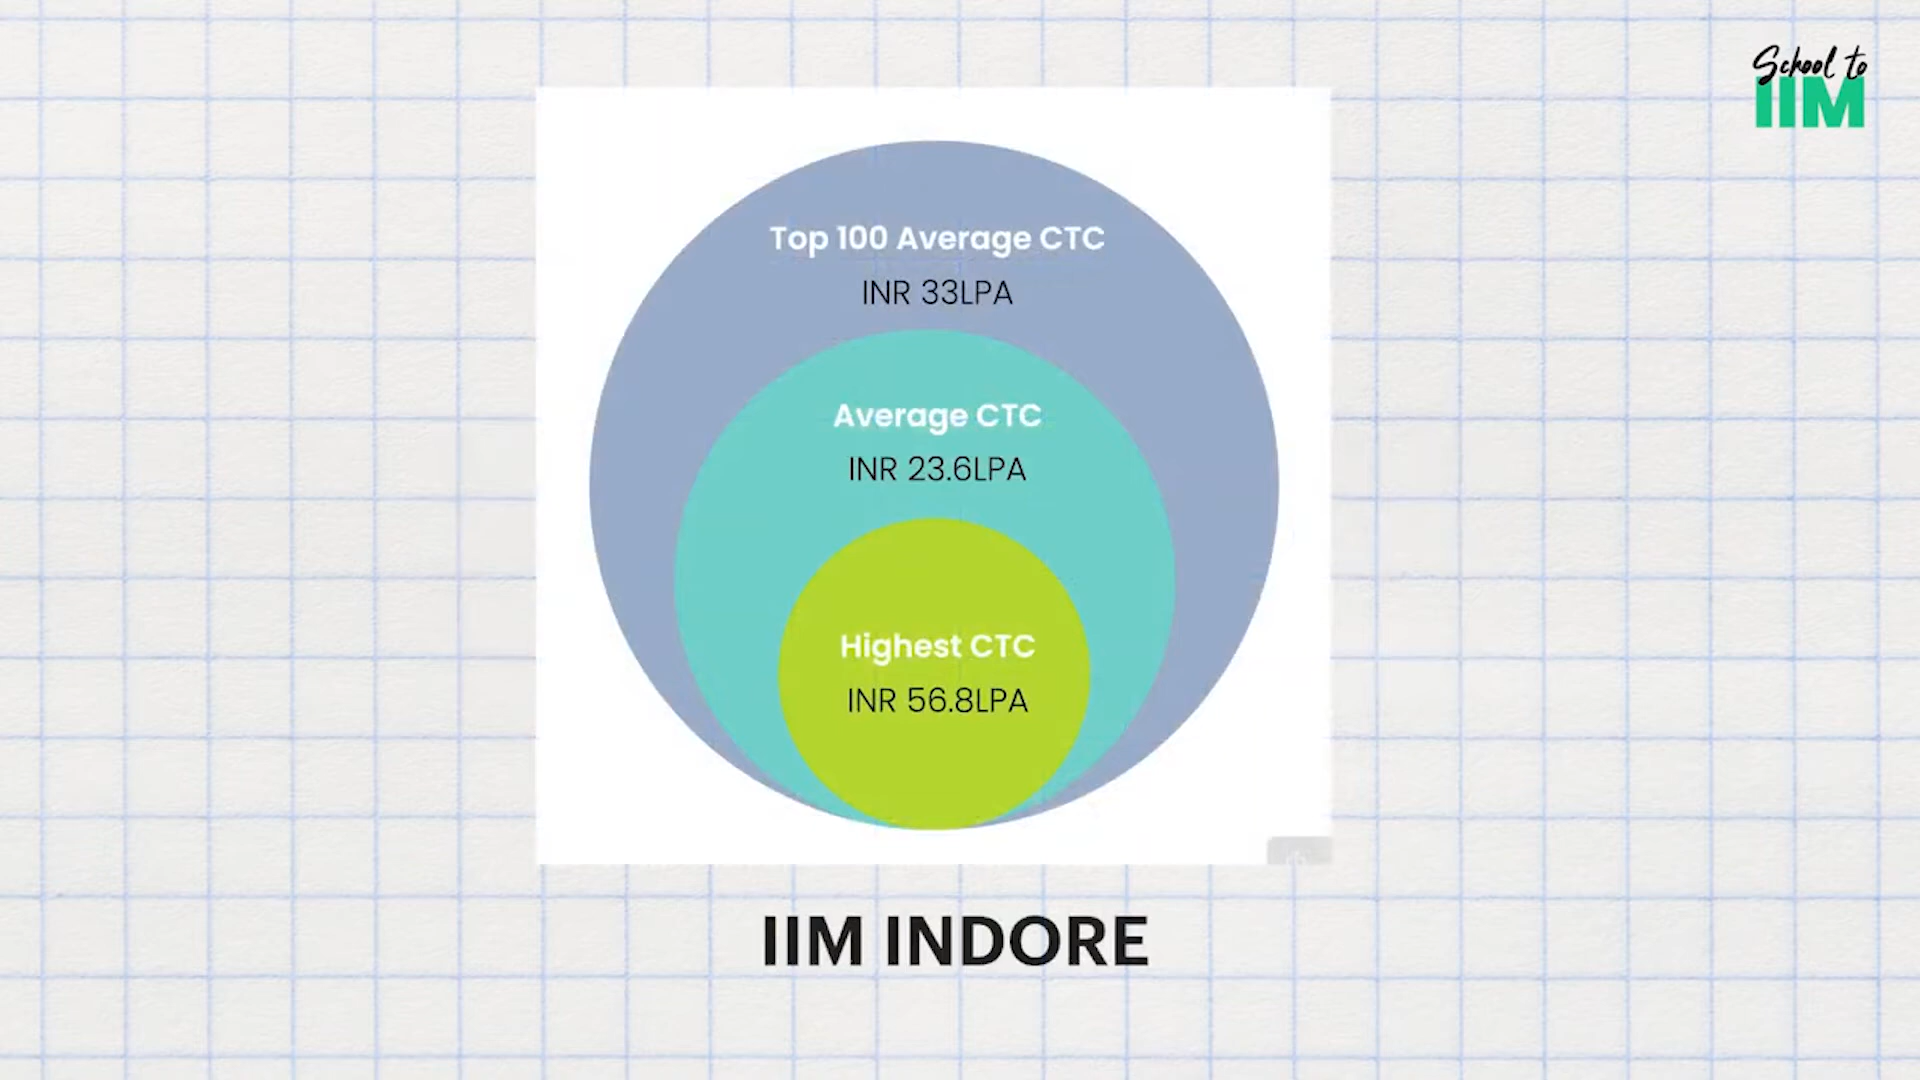 School to
IIM
Top 100 Average CTC
INR 33LPA
Average CTC
INR 23.6LPA
Highest CTC
INR 56.8LPA
IIM INDORE